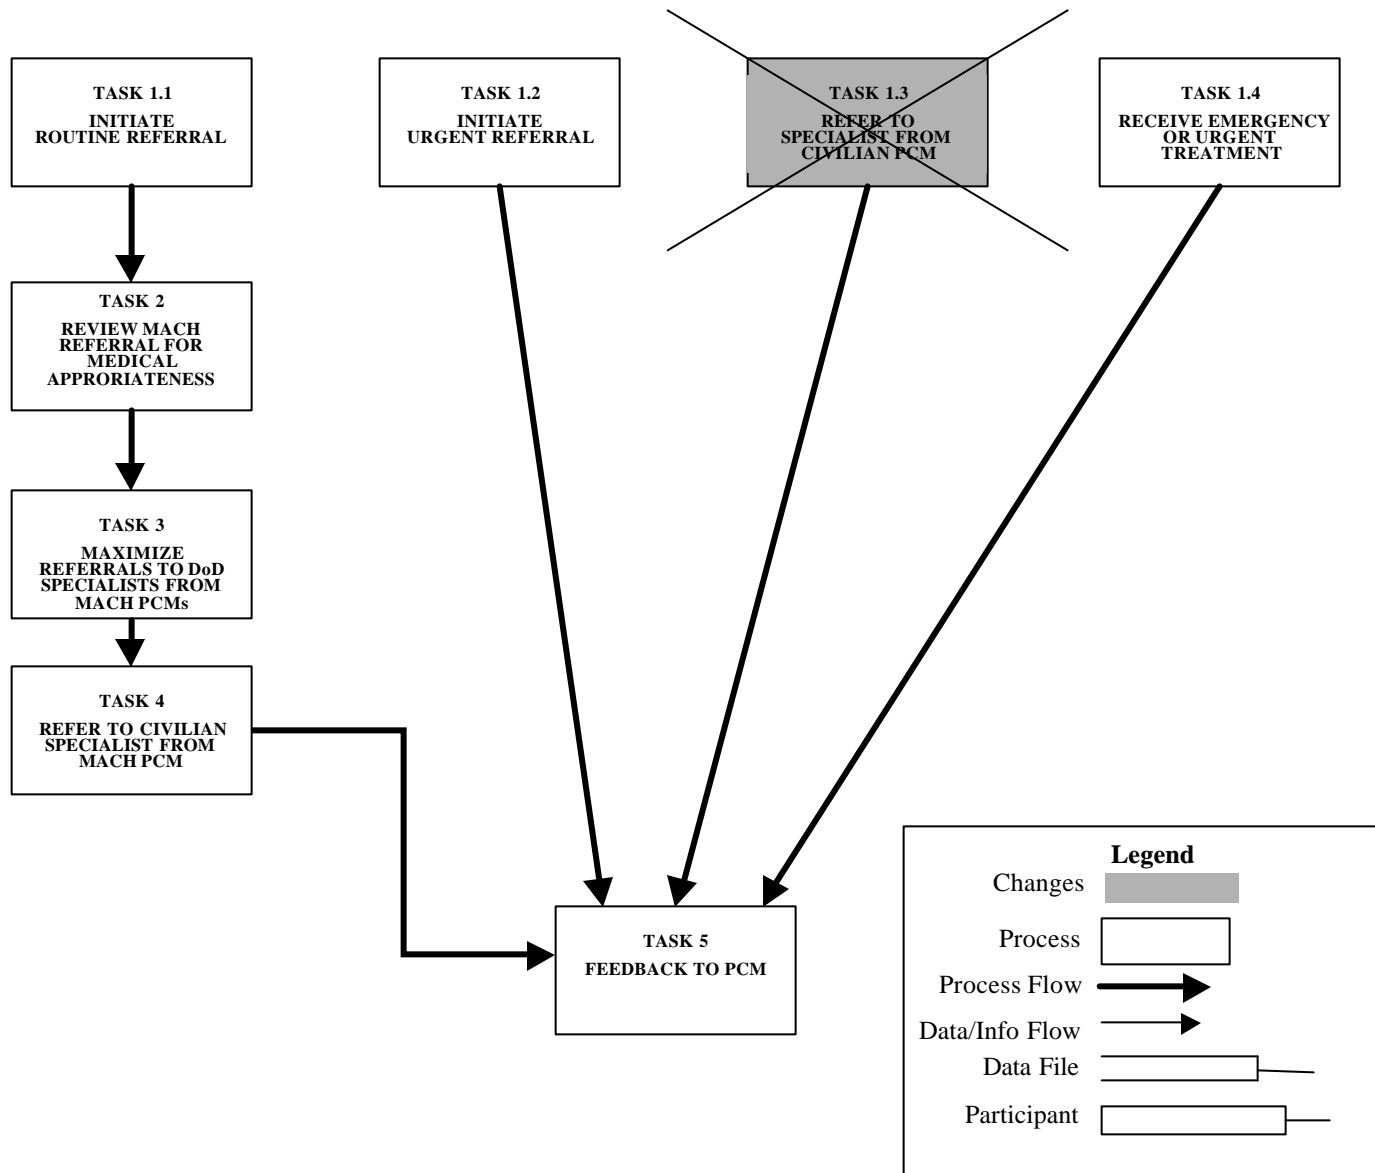 TASK 1.1
INITIATE
ROUTINE REFERRAL
TASK 1.2
INITIATE
URGENT REFERRAL
TASK 1.3
REFER TO
SPECIALIST FROM
CIVILIAN PCM
TASK 1.4
RECEIVE EMERGENCY
OR URGENT
TREATMENT
TASK 2
REVIEW MACH
REFERRAL FOR
MEDICAL
APPRORIATENESS
TASK 3
MAXIMIZE
REFERRALS TO DoD
SPECIALISTS FROM
MACH PCMs
TASK 4
REFER TO CIVILIAN
SPECIALIST FROM
MACH PCM
TASK 5
FEEDBACK TO PCM
Legend
Changes
Process
Process Flow
Data/Info Flow
Data File
Participant